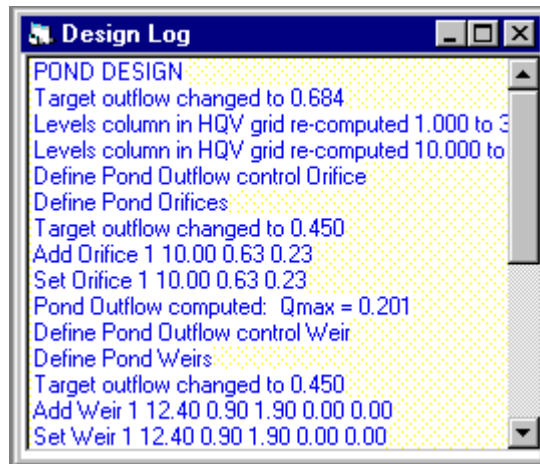 Design Log
POND DESIGN
Target outflow changed to 0.684
Levels column in HQV grid re-computed 1.000 to 3
Levels column in HQV grid re-computed 10.000 to
Define Pond Outflow control Orifice
Define Pond Orifices
Target outflow changed to 0.450
Add Orifice 1 10.00 0.63 0.23
Set Orifice 1 10.00 0.63 0.23
Pond Outflow computed:  Qmax = 0.201
Define Pond Outflow control Weir
Define Pond Weirs
Target outflow changed to 0.450
Add Weir 1 12.40 0.90 1.90 0.00 0.00
Set Weir 1 12.40 0.90 1.90 0.00 0.00